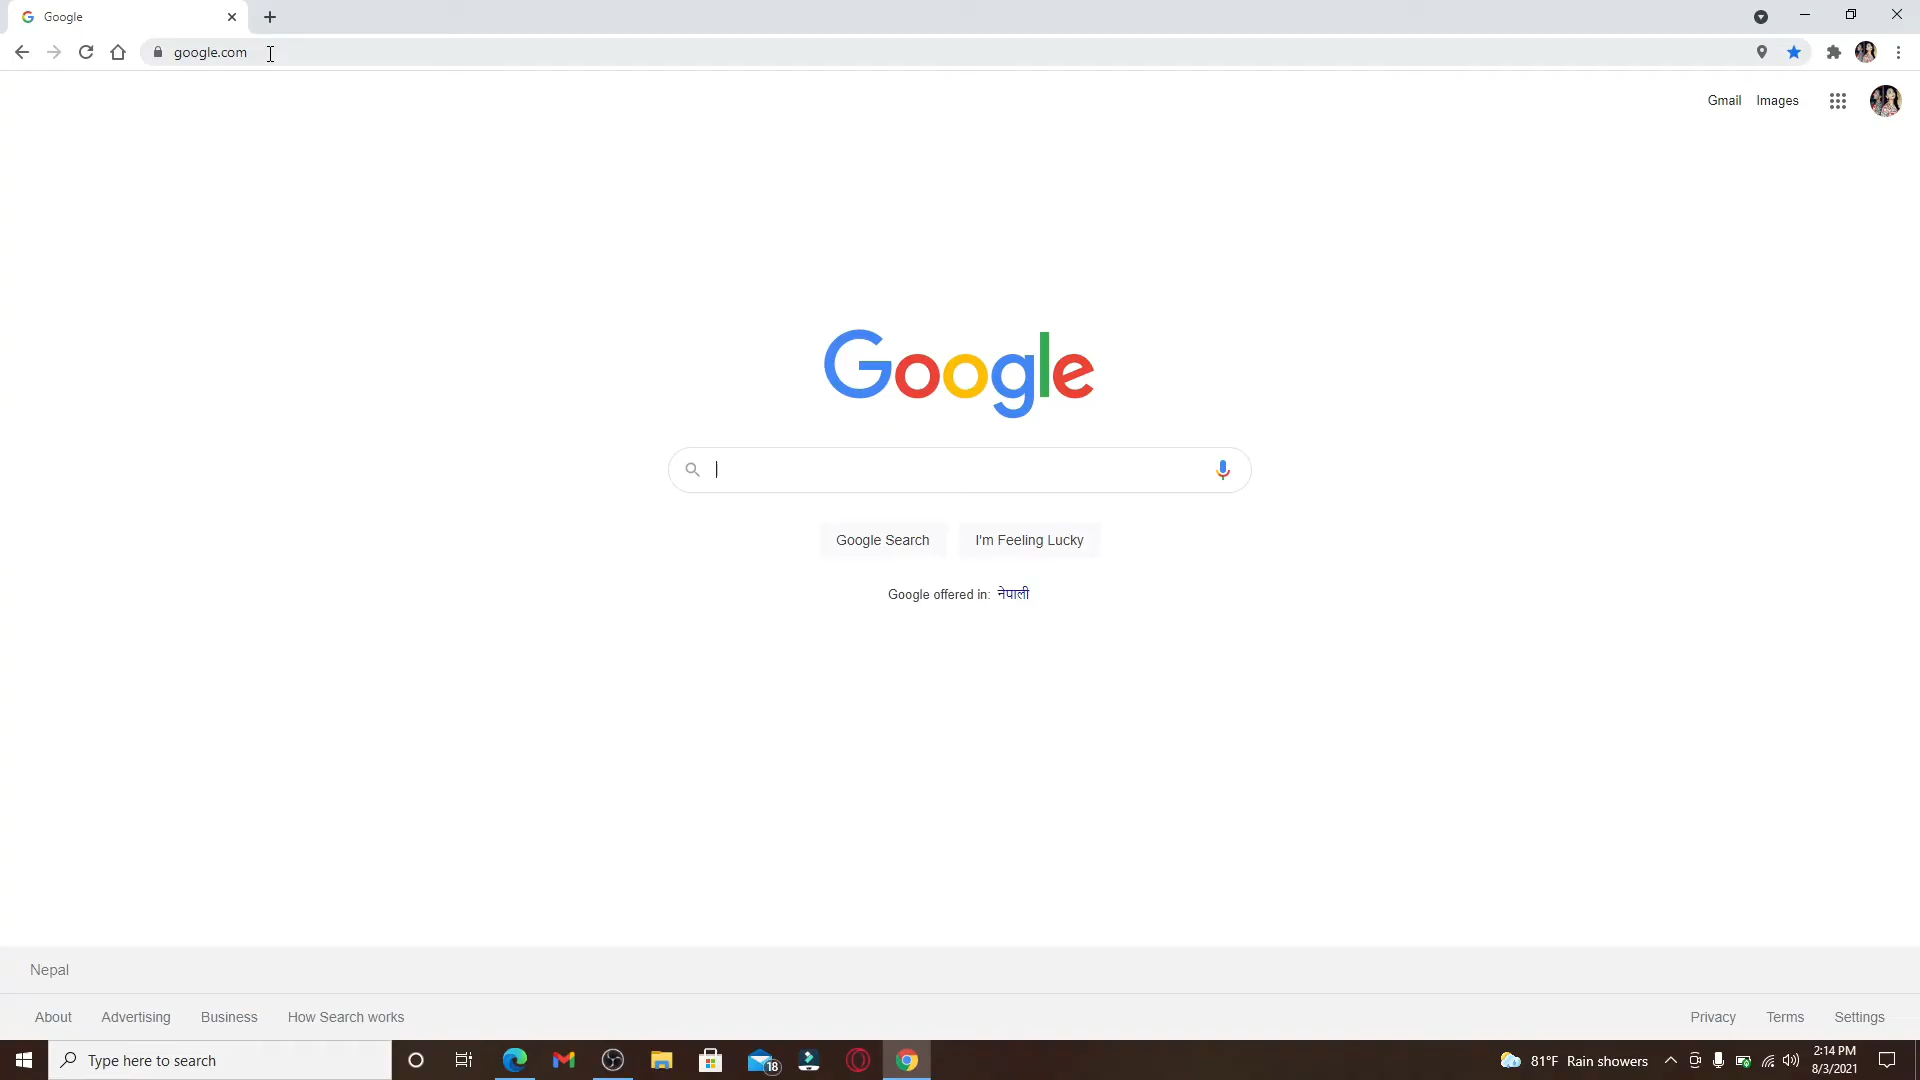 Google
google.com
Gmail Images
Google
Google Search I'm Feeling Lucky
Google offered in: नेपाली
Nepal
About Advertising Business How Search works Privacy Terms Settings
Type here to search 18 81°F Rain showers 2:14 PM
8/3/2021